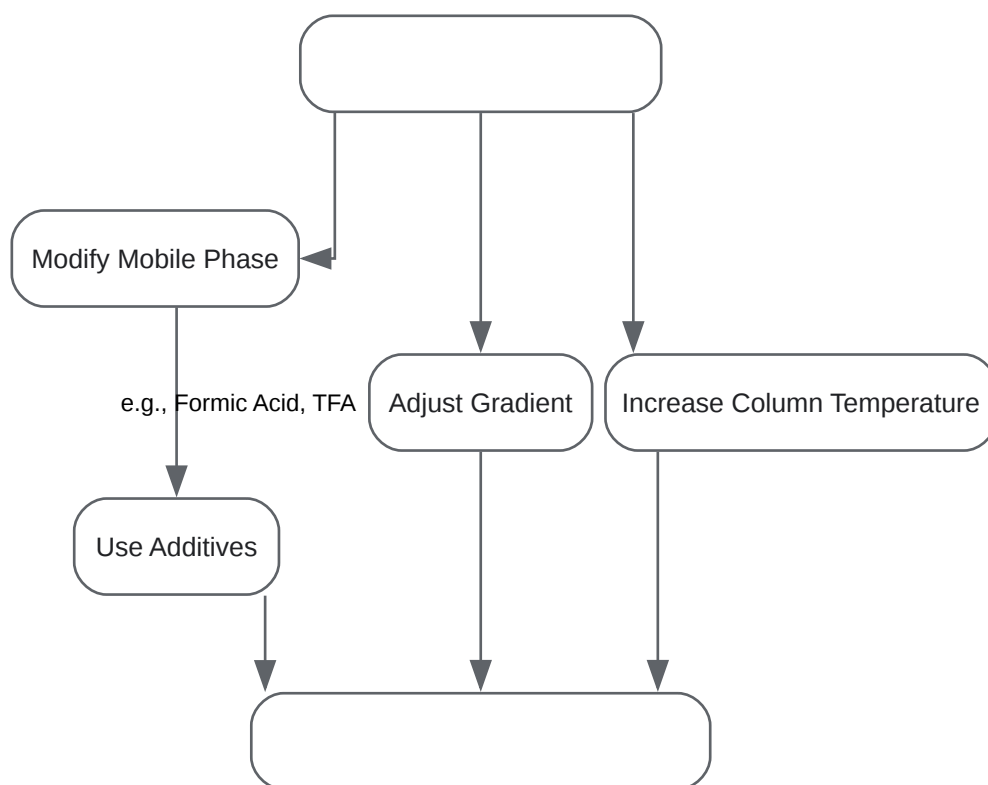 Modify Mobile Phase
e.g., Formic Acid, TFA
Adjust Gradient
Increase Column Temperature
Use Additives